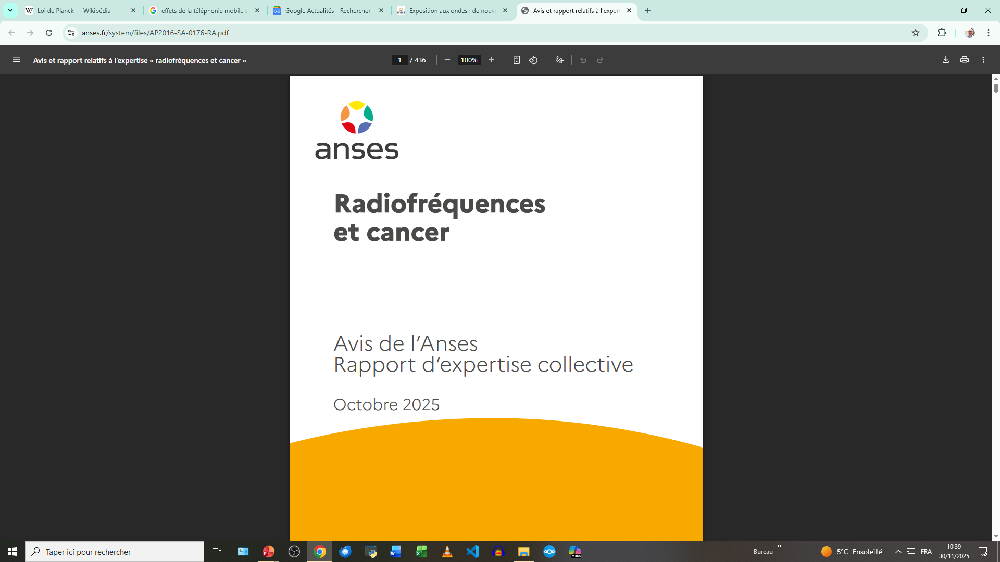 Loi de Planck — Wikipédia
effets de la téléphonie mobile s
Google Actualités - Rechercher
Exposition aux ondes : de nouve
Avis et rapport relatifs à l'expert
anses.fr/system/files/AP2016-SA-0176-RA.pdf
Avis et rapport relatifs à l'expertise « radiofréquences et cancer »
1 / 436
100%
anses
Radiofréquences
et cancer
Avis de l'Anses
Rapport d'expertise collective
Octobre 2025
Taper ici pour rechercher
Bureau
5°C Ensoleillé
FRA
10:39
30/11/2025